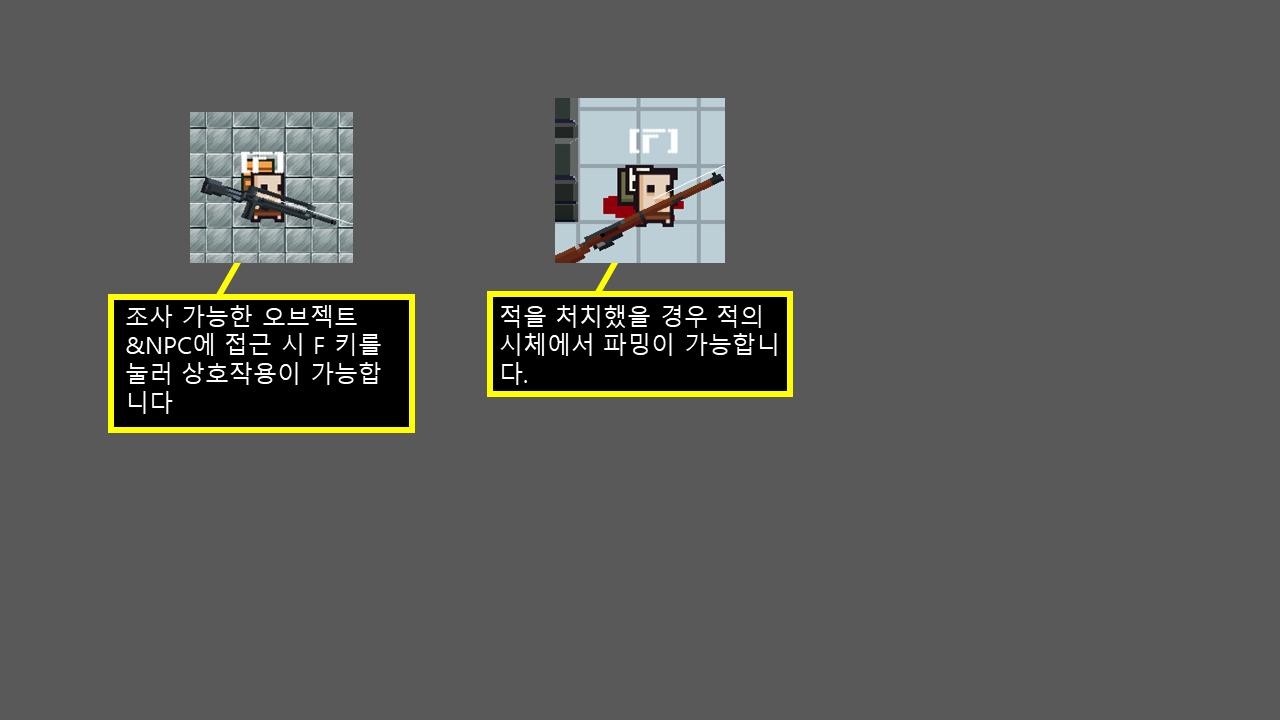 [F]
[F]
조사 가능한 오브젝트
&NPC에 접근 시 F 키를
눌러 상호작용이 가능합
니다
적을 처치했을 경우 적의
시체에서 파밍이 가능합니
다.